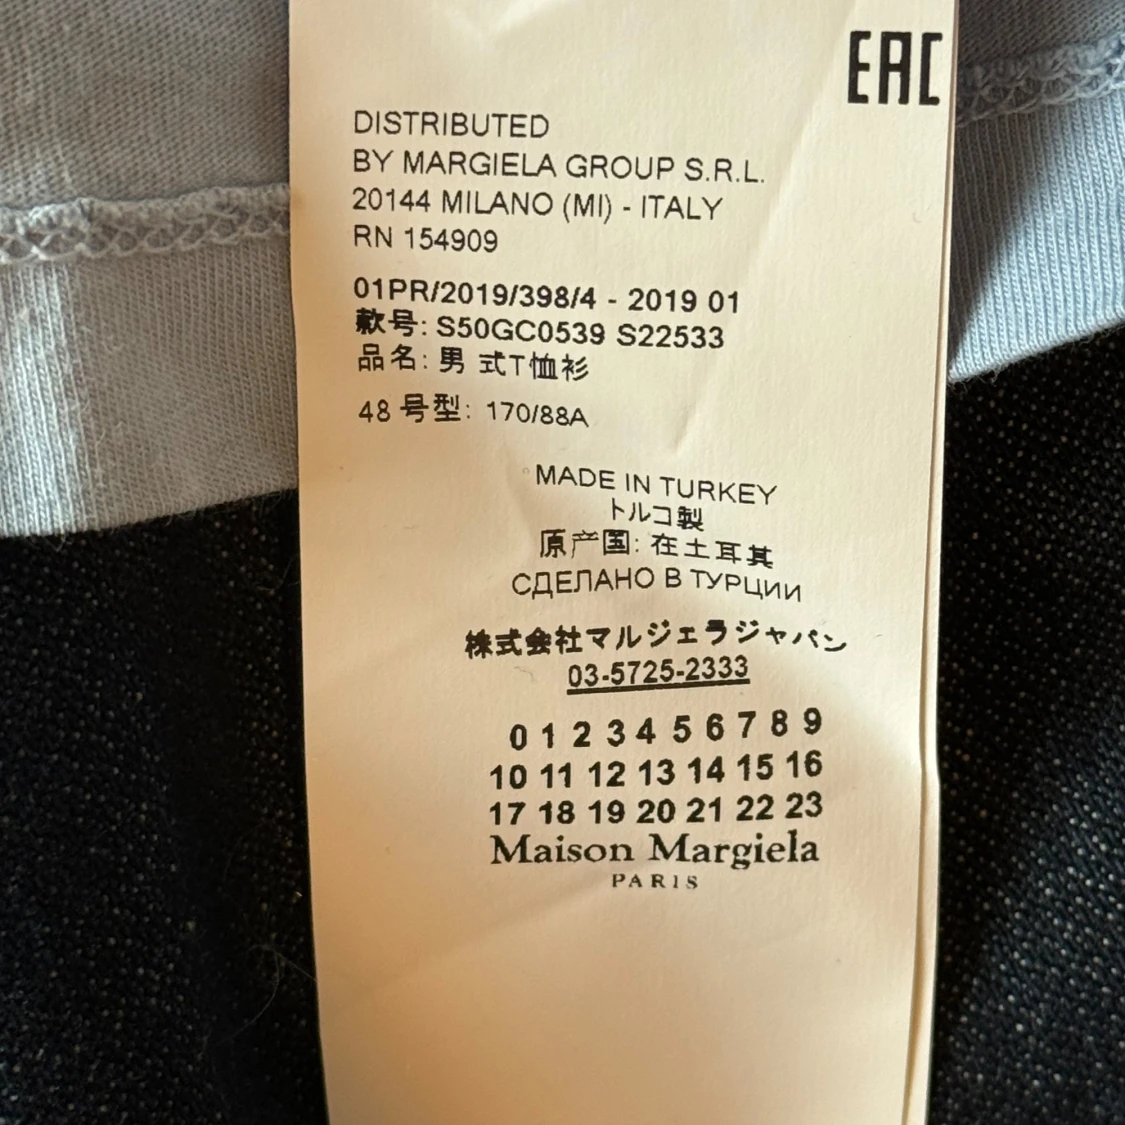 EAC
DISTRIBUTED
BY MARGIELA GROUP S.R.L.
20144 MILANO (MI) - ITALY
RN 154909
01PR/2019/398/4 - 2019 01
款号: S50GC0539 S22533
品名: 男 式T恤衫
48 号型: 170/88A
MADE IN TURKEY
トルコ製
原产国: 在土耳其
СДЕЛАНО В ТУРЦИИ
株式会社マルジェラジャパン
03-5725-2333
0 1 2 3 4 5 6 7 8 9
10 11 12 13 14 15 16
17 18 19 20 21 22 23
Maison Margiela
PARIS